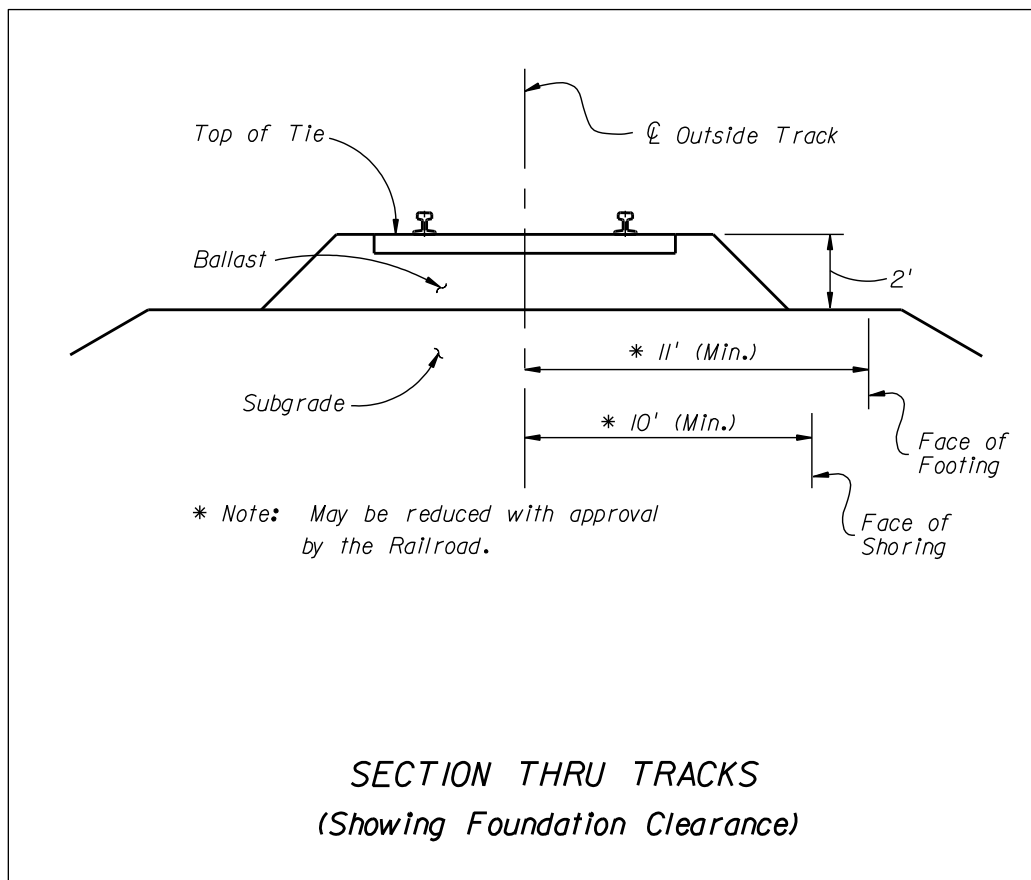 Top of Tie
℄ Outside Track
Ballast
2'
* 11' (Min.)
Subgrade
* 10' (Min.)
Face of
Footing
* Note: May be reduced with approval
by the Railroad.
Face of
Shoring
SECTION THRU TRACKS
(Showing Foundation Clearance)